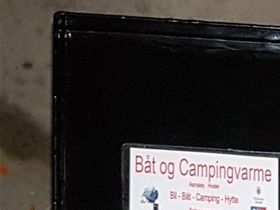 Båt og Campingvarme
Bil - Båt - Camping - Hytte